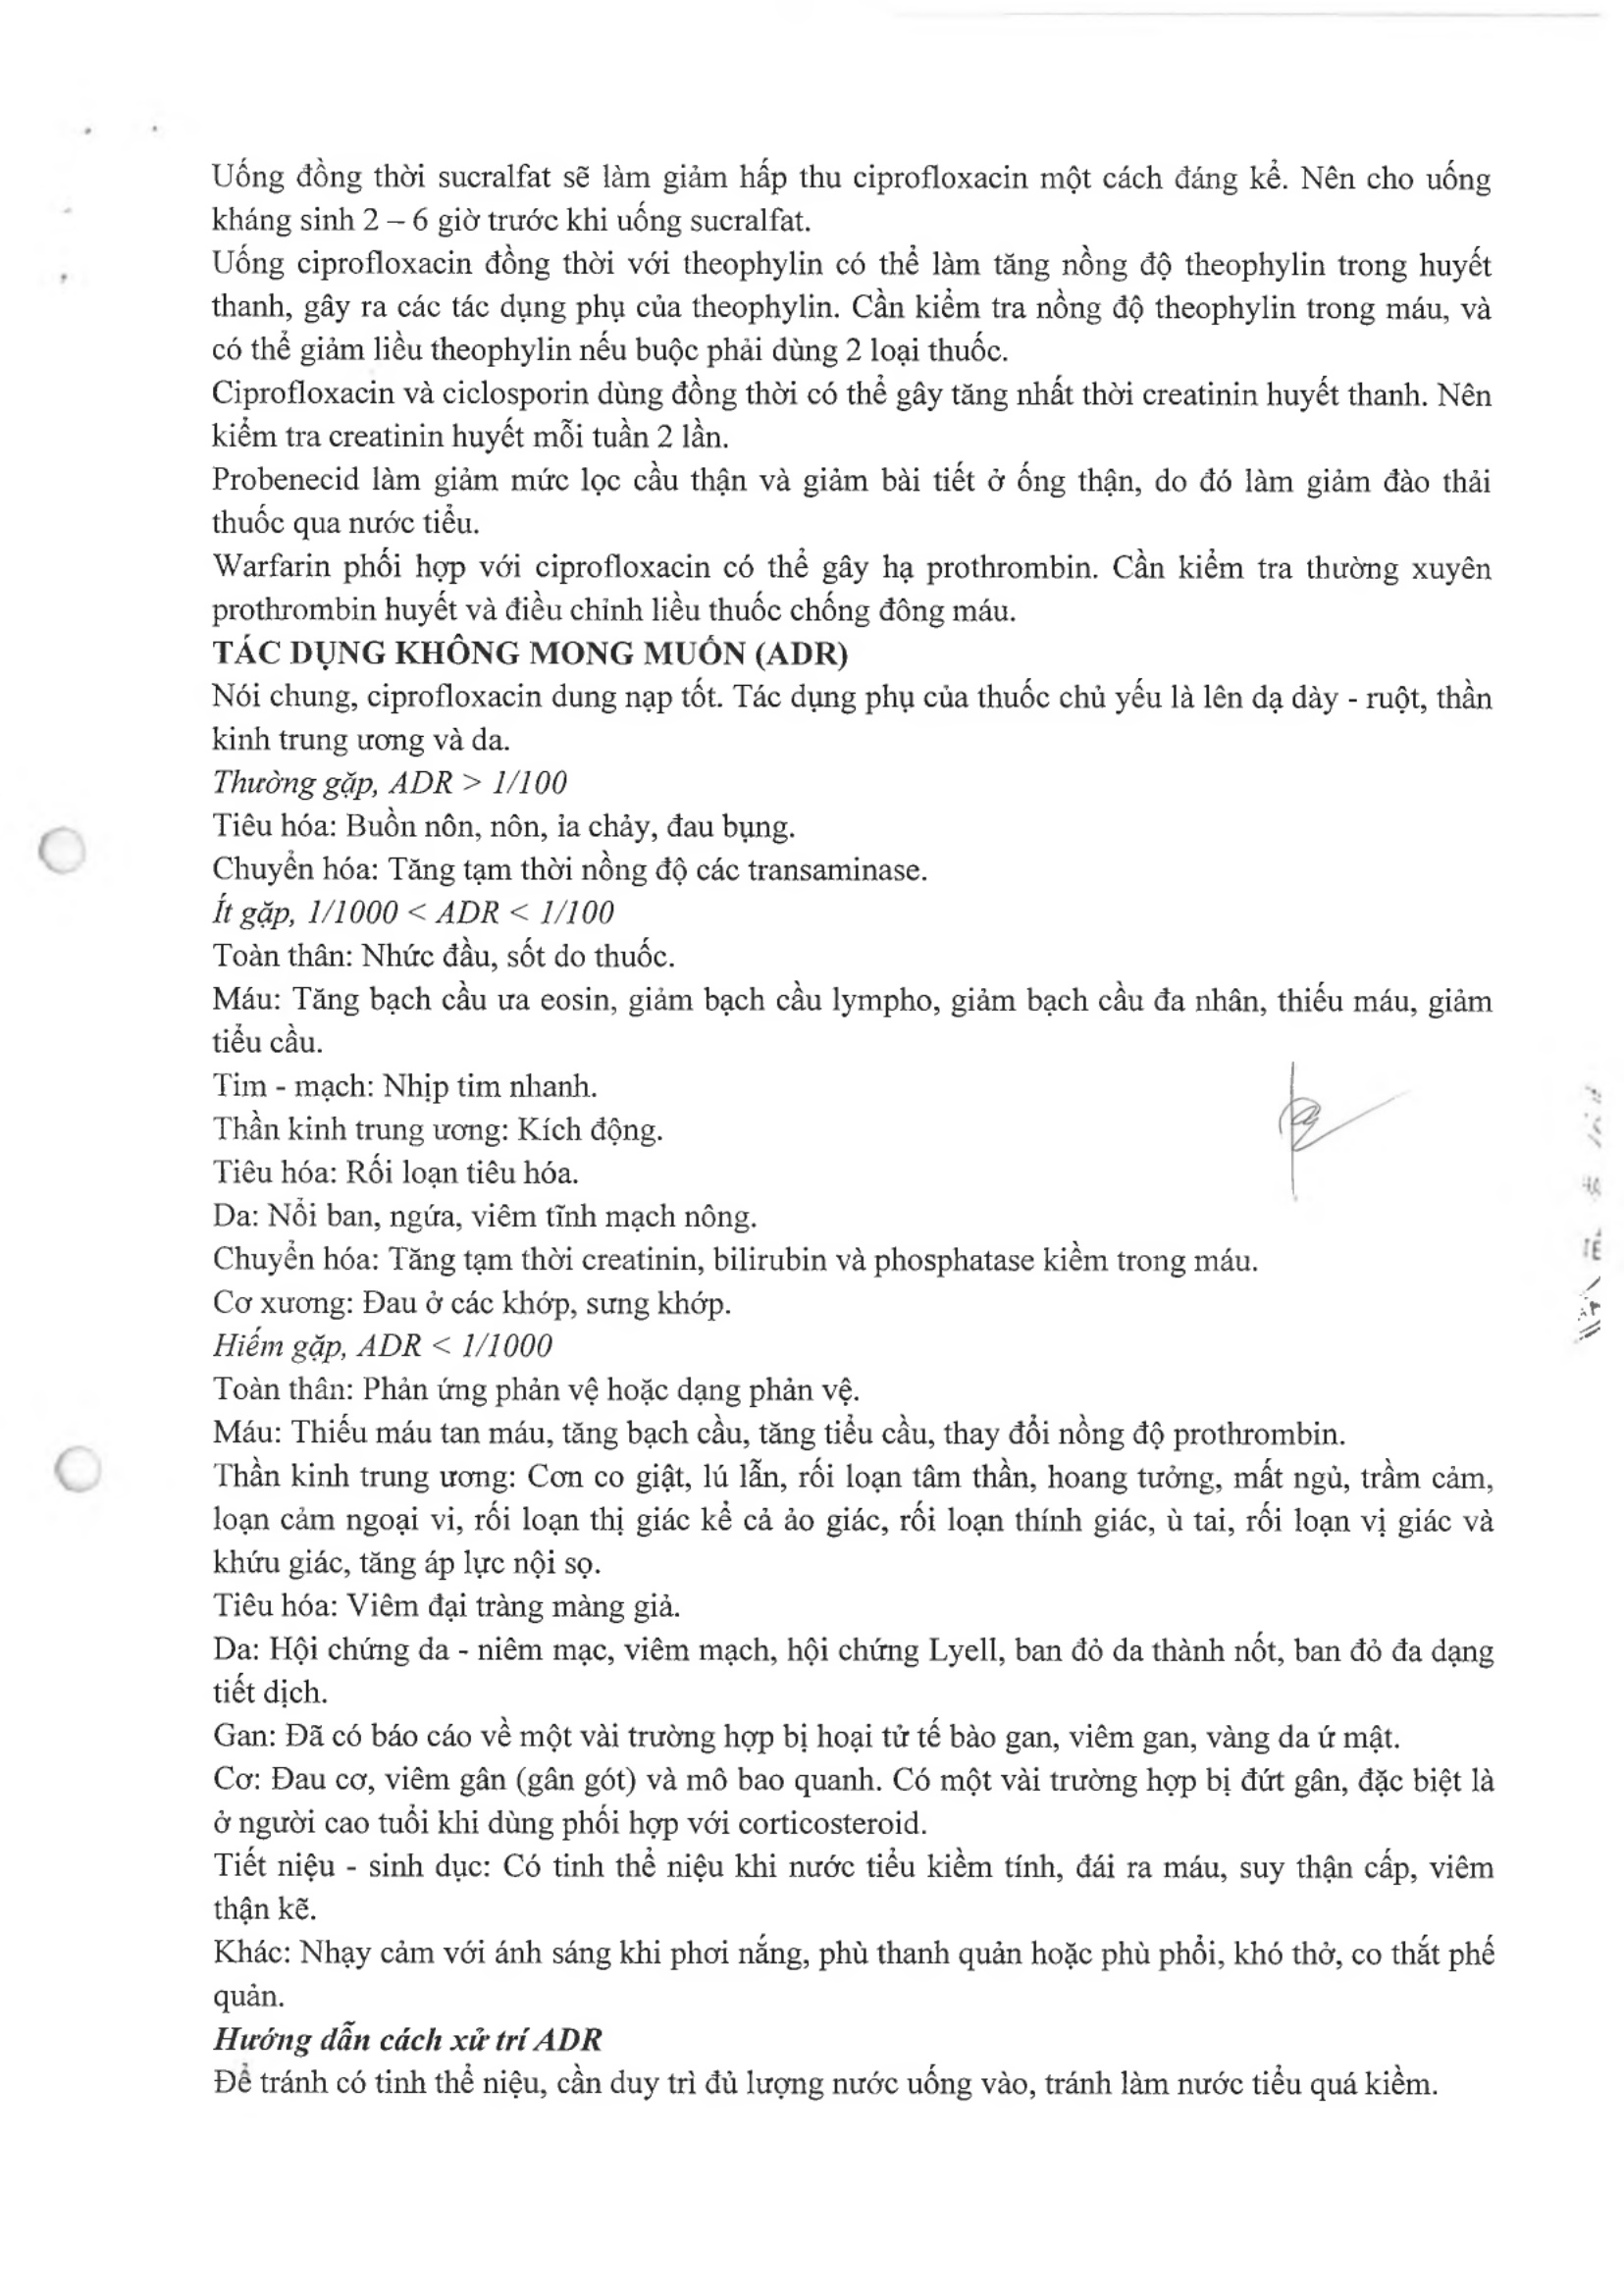 Uống đồng thời sucralfat sẽ làm giảm hấp thu ciprofloxacin một cách đáng kể. Nên cho uống
kháng sinh 2 – 6 giờ trước khi uống sucralfat.
Uống ciprofloxacin đồng thời với theophylin có thể làm tăng nồng độ theophylin trong huyết
thanh, gây ra các tác dụng phụ của theophylin. Cần kiểm tra nồng độ theophylin trong máu, và
có thể giảm liều theophylin nếu buộc phải dùng 2 loại thuốc.
Ciprofloxacin và ciclosporin dùng đồng thời có thể gây tăng nhất thời creatinin huyết thanh. Nên
kiểm tra creatinin huyết mỗi tuần 2 lần.
Probenecid làm giảm mức lọc cầu thận và giảm bài tiết ở ống thận, do đó làm giảm đào thải
thuốc qua nước tiểu.
Warfarin phối hợp với ciprofloxacin có thể gây hạ prothrombin. Cần kiểm tra thường xuyên
prothrombin huyết và điều chỉnh liều thuốc chống đông máu.
TÁC DỤNG KHÔNG MONG MUỐN (ADR)
Nói chung, ciprofloxacin dung nạp tốt. Tác dụng phụ của thuốc chủ yếu là lên dạ dày - ruột, thần
kinh trung ương và da.
Thường gặp, ADR > 1/100
Tiêu hóa: Buồn nôn, nôn, ỉa chảy, đau bụng.
Chuyển hóa: Tăng tạm thời nồng độ các transaminase.
Ít gặp, 1/1000 < ADR < 1/100
Toàn thân: Nhức đầu, sốt do thuốc.
Máu: Tăng bạch cầu ưa eosin, giảm bạch cầu lympho, giảm bạch cầu đa nhân, thiếu máu, giảm
tiểu cầu.
Tim - mạch: Nhịp tim nhanh.
Thần kinh trung ương: Kích động.
Tiêu hóa: Rối loạn tiêu hóa.
Da: Nổi ban, ngứa, viêm tĩnh mạch nông.
Chuyển hóa: Tăng tạm thời creatinin, bilirubin và phosphatase kiềm trong máu.
Cơ xương: Đau ở các khớp, sưng khớp.
Hiếm gặp, ADR < 1/1000
Toàn thân: Phản ứng phản vệ hoặc dạng phản vệ.
Máu: Thiếu máu tan máu, tăng bạch cầu, tăng tiểu cầu, thay đổi nồng độ prothrombin.
Thần kinh trung ương: Cơn co giật, lú lẫn, rối loạn tâm thần, hoang tưởng, mất ngủ, trầm cảm,
loạn cảm ngoại vi, rối loạn thị giác kể cả ảo giác, rối loạn thính giác, ù tai, rối loạn vị giác và
khứu giác, tăng áp lực nội sọ.
Tiêu hóa: Viêm đại tràng màng giả.
Da: Hội chứng da - niêm mạc, viêm mạch, hội chứng Lyell, ban đỏ da thành nốt, ban đỏ đa dạng
tiết dịch.
Gan: Đã có báo cáo về một vài trường hợp bị hoại tử tế bào gan, viêm gan, vàng da ứ mật.
Cơ: Đau cơ, viêm gân (gân gót) và mô bao quanh. Có một vài trường hợp bị đứt gân, đặc biệt là
ở người cao tuổi khi dùng phối hợp với corticosteroid.
Tiết niệu - sinh dục: Có tinh thể niệu khi nước tiểu kiềm tính, đái ra máu, suy thận cấp, viêm
thận kẽ.
Khác: Nhạy cảm với ánh sáng khi phơi nắng, phù thanh quản hoặc phù phổi, khó thở, co thắt phế
quản.
Hướng dẫn cách xử trí ADR
Để tránh có tinh thể niệu, cần duy trì đủ lượng nước uống vào, tránh làm nước tiểu quá kiềm.